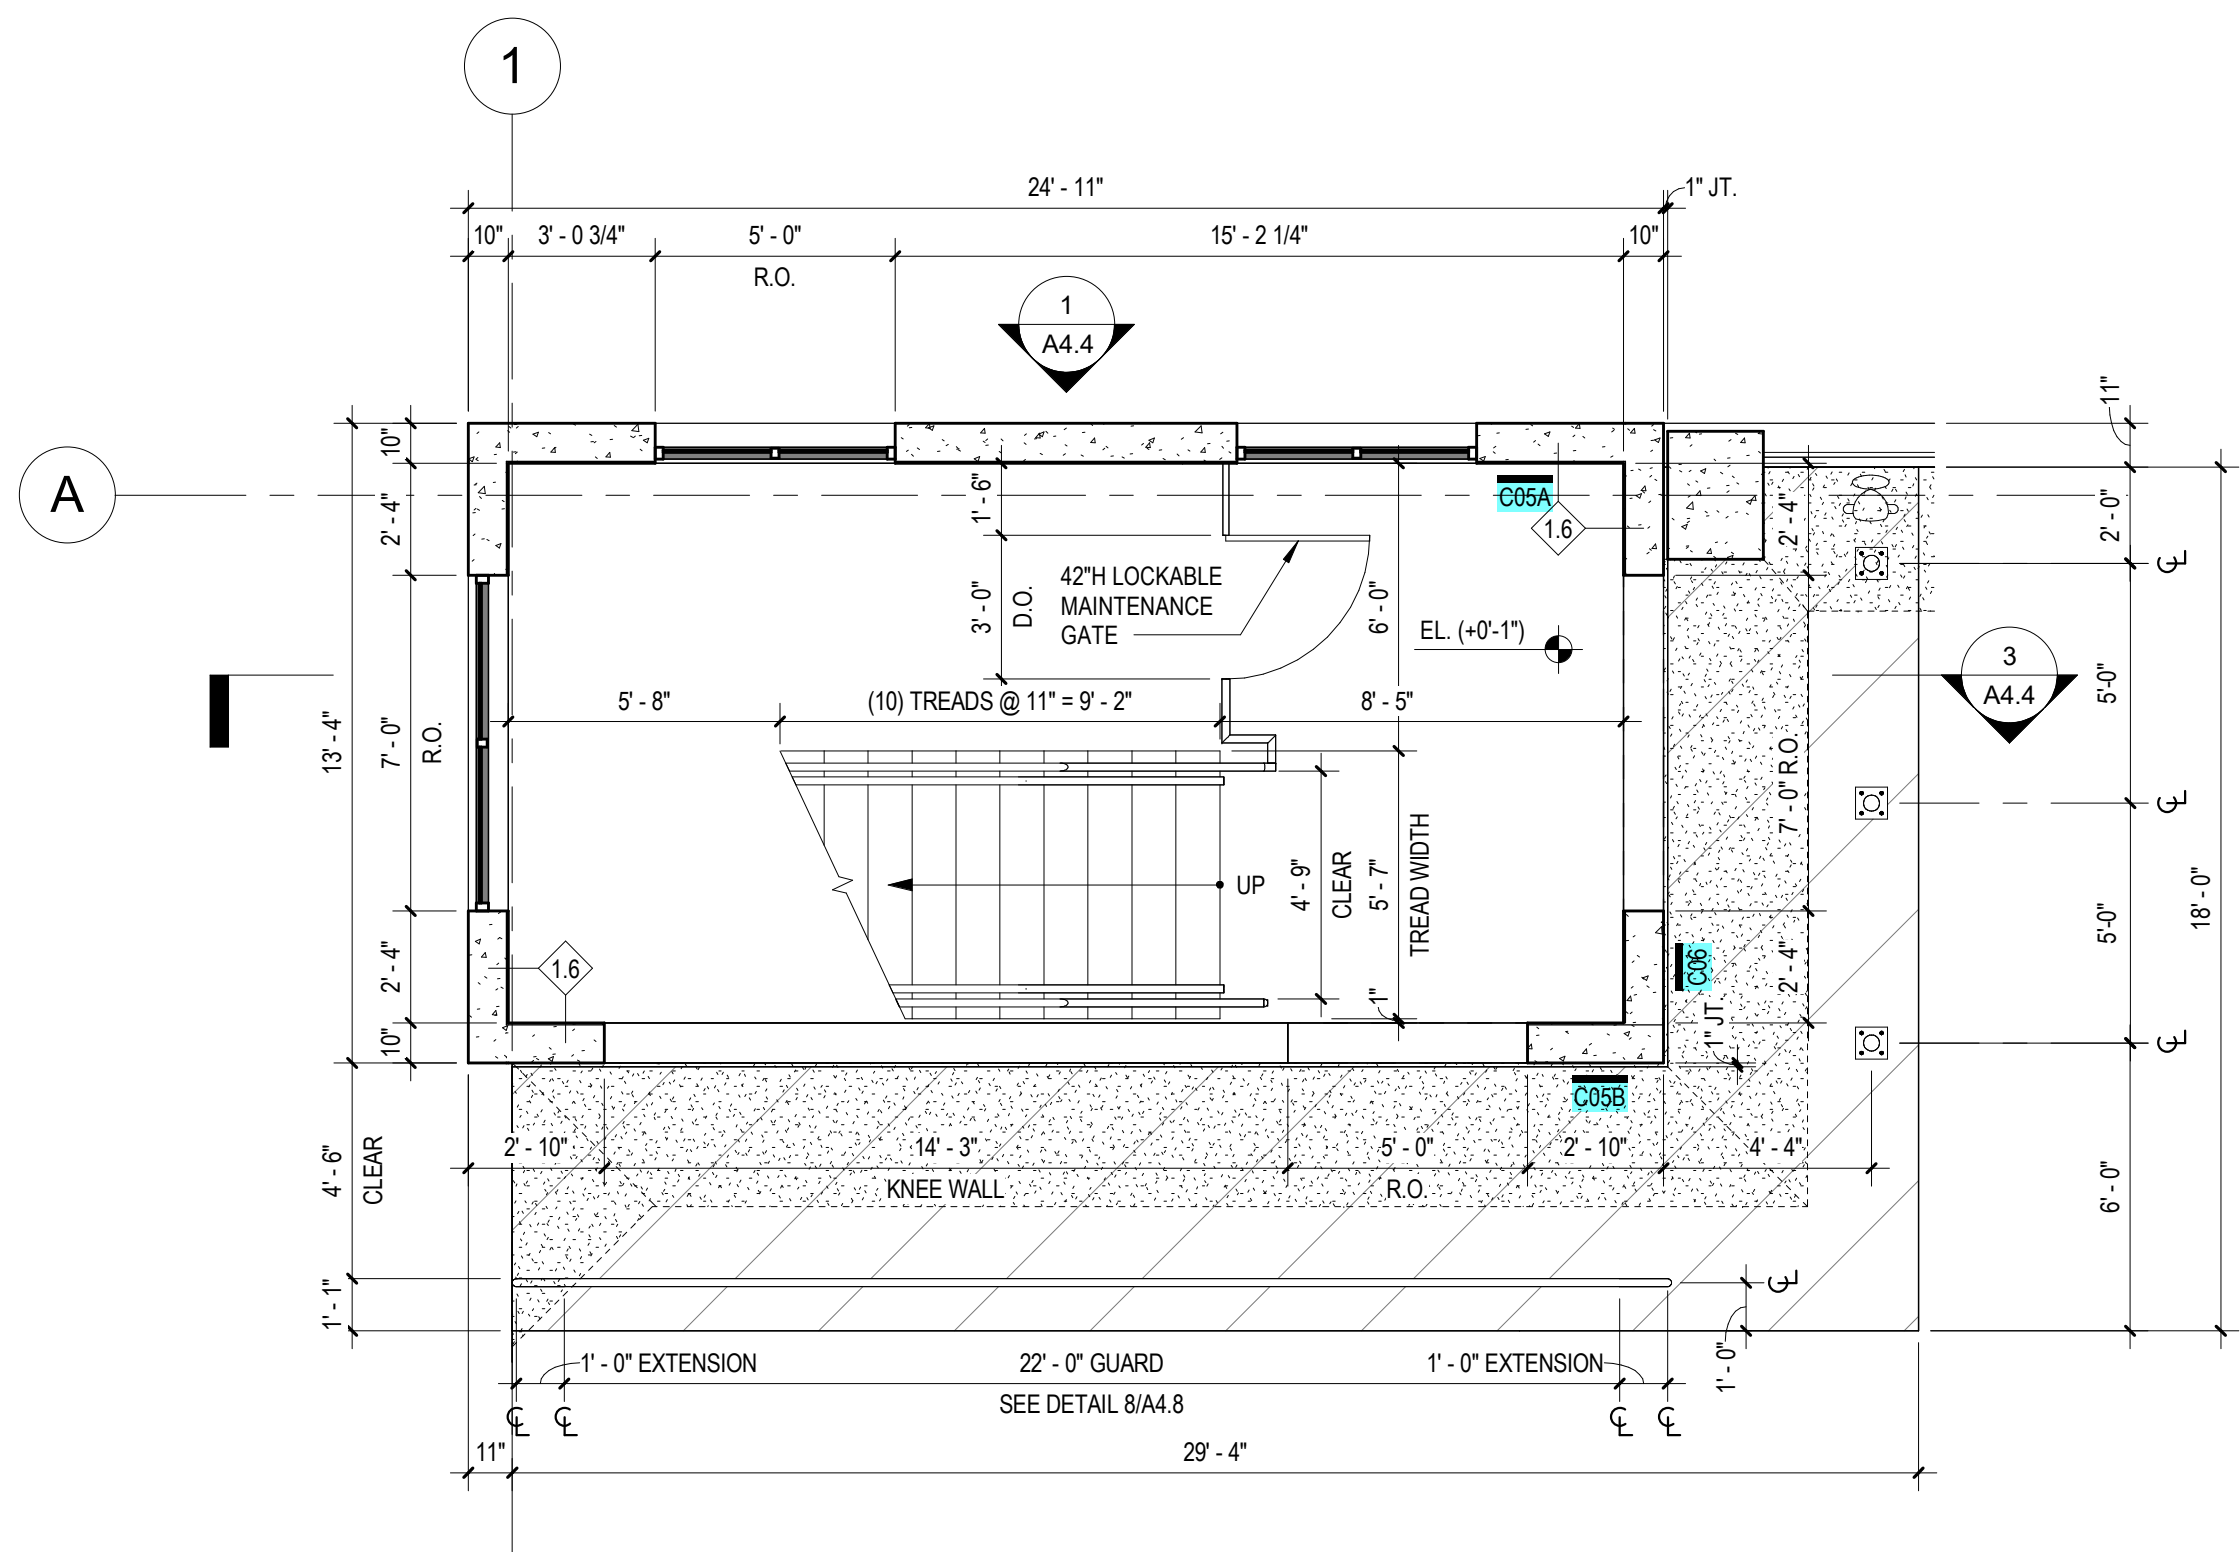 1
24' - 11"
1" JT.
10"
3' - 0 3/4"
5' - 0"
15' - 2 1/4"
10"
R.O.
1
A4.4
A
13' - 4"
10"
2' - 4"
7' - 0"
R.O.
2' - 4"
10"
1' - 6"
3' - 0"
D.O.
42"H LOCKABLE
MAINTENANCE
GATE
6' - 0"
C05A
1.6
EL. (+0'-1")
5' - 8"
(10) TREADS @ 11" = 9' - 2"
8' - 5"
UP
4' - 9"
CLEAR
5' - 7"
TREAD WIDTH
1"
1.6
11"
2' - 0"
2' - 4"
5'-0"
3
A4.4
7' - 0" R.O.
5'-0"
18' - 0"
C06
2' - 4"
1" JT
6' - 0"
C05B
2' - 10"
14' - 3"
5' - 0"
2' - 10"
4' - 4"
KNEE WALL
R.O.
4' - 6"
CLEAR
1' - 1"
1' - 0" EXTENSION
22' - 0" GUARD
1' - 0" EXTENSION
1' - 0"
SEE DETAIL 8/A4.8
11"
29' - 4"